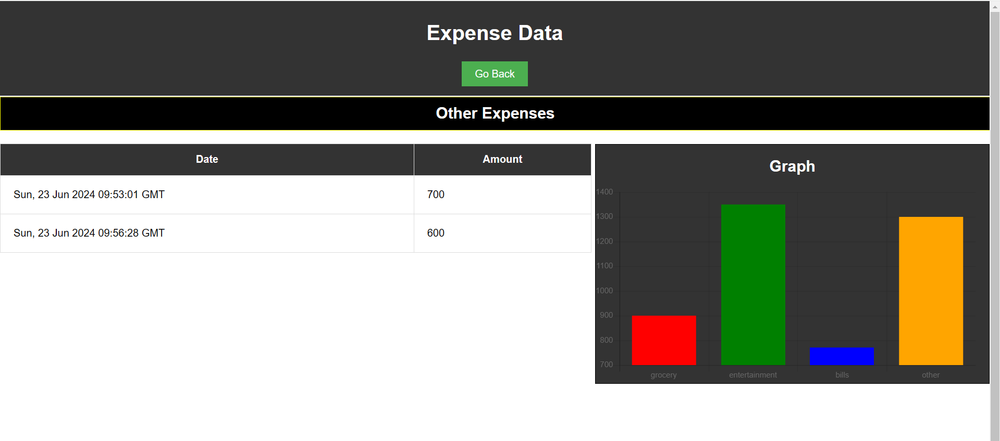 Expense Data
Go Back
Other Expenses
Date Amount
Sun, 23 Jun 2024 09:53:01 GMT 700
Sun, 23 Jun 2024 09:56:28 GMT 600
Graph
1400
1300
1200
1100
1000
900
800
700
grocery entertainment bills other